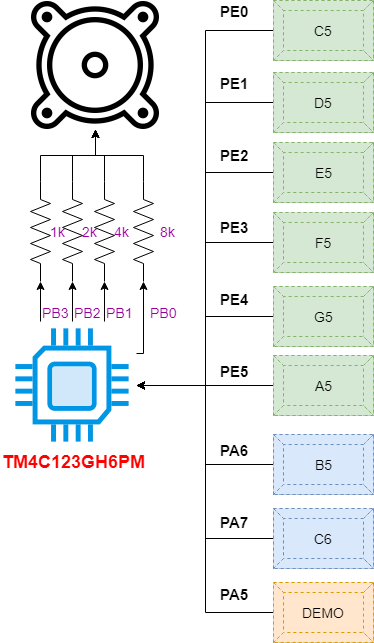 PE0
C5
PE1
D5
PE2
E5
PE3
F5
1k 2k 4k 8k
PB3 PB2 PB1 PB0
PE4
G5
PE5
A5
TM4C123GH6PM
PA6
B5
PA7
C6
PA5
DEMO